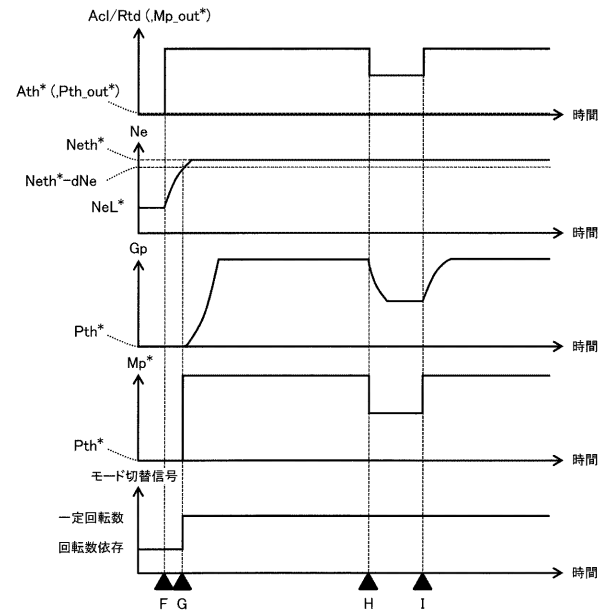 Acl/Rtd (,Mp_out*)
Ath* (,Pth_out*)
時間
Ne
Neth*
Neth*-dNe
NeL*
時間
Gp
Pth*
時間
Mp*
Pth*
時間
モード切替信号
一定回転数
回転数依存
時間
F G H I